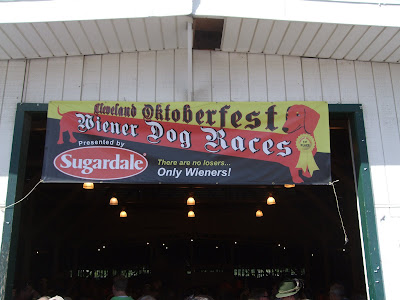 Cleveland Oktoberfest
Wiener Dog Races
Presented by
Sugardale
There are no losers...
Only Wieners!